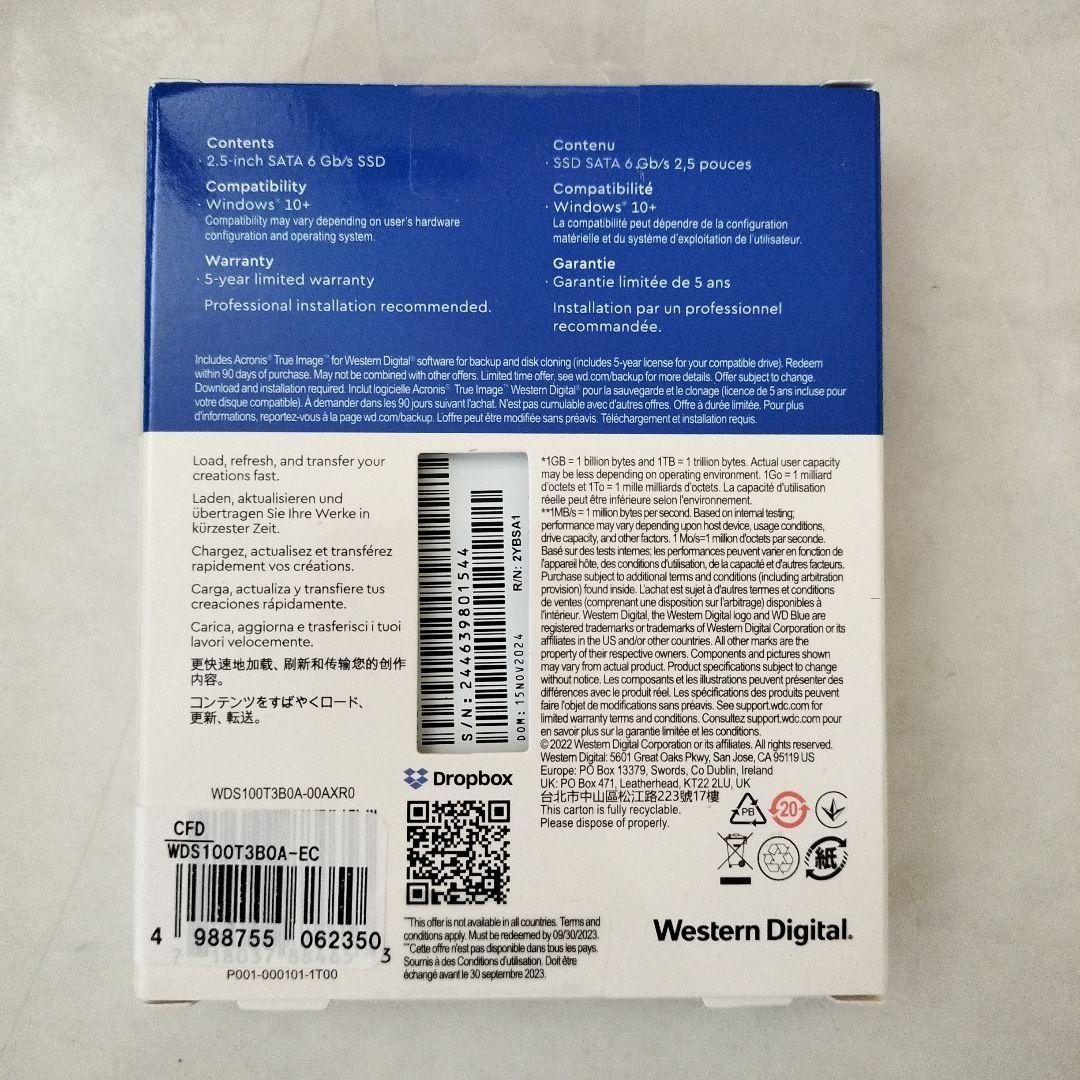 Contents
· 2.5-inch SATA 6 Gb/s SSD
Compatibility
· Windows® 10+
Compatibility may vary depending on user's hardware
configuration and operating system.
Warranty
· 5-year limited warranty
Professional installation recommended.
Contenu
· SSD SATA 6 Gb/s 2,5 pouces
Compatibilité
· Windows® 10+
La compatibilité peut dépendre de la configuration
matérielle et du système d'exploitation de l'utilisateur.
Garantie
· Garantie limitée de 5 ans
Installation par un professionnel
recommandée.
Includes Acronis® True Image™ for Western Digital® software for backup and disk cloning (includes 5-year license for your compatible drive). Redeem
within 90 days of purchase. May not be combined with other offers. Limited time offer, see wd.com/backup for more details. Offer subject to change.
Download and installation required. Inclut logicielle Acronis® True Image™ Western Digital® pour la sauvegarde et le clonage (licence de 5 ans incluse pour
votre disque compatible). À demander dans les 90 jours suivant l'achat. N'est pas cumulable avec d'autres offres. Offre à durée limitée. Pour plus
d'informations, reportez-vous à la page wd.com/backup. L'offre peut être modifiée sans préavis. Téléchargement et installation requis.
Load, refresh, and transfer your
creations fast.
Laden, aktualisieren und
übertragen Sie Ihre Werke in
kürzester Zeit.
Chargez, actualisez et transférez
rapidement vos créations.
Carga, actualiza y transfiere tus
creaciones rápidamente.
Carica, aggiorna e trasferisci i tuoi
lavori velocemente.
更快速地加载、刷新和传输您的创作
内容。
コンテンツをすばやくロード、
更新、転送。
S/N: 244639801544
DOM: 15NOV2024
R/N: 2YBSA1
*1GB = 1 billion bytes and 1TB = 1 trillion bytes. Actual user capacity
may be less depending on operating environment. 1Go = 1 milliard
d'octets et 1To = 1 mille milliards d'octets. La capacité d'utilisation
réelle peut être inférieure selon l'environnement.
**1MB/s = 1 million bytes per second. Based on internal testing;
performance may vary depending upon host device, usage conditions,
drive capacity, and other factors. 1 Mo/s=1 million d'octets par seconde.
Basé sur des tests internes; les performances peuvent varier en fonction de
l'appareil hôte, des conditions d'utilisation, de la capacité et d'autres facteurs.
Purchase subject to additional terms and conditions (including arbitration
provision) found inside. L'achat est sujet à d'autres termes et conditions
de ventes (comprenant une disposition sur l'arbitrage) disponibles à
l'intérieur. Western Digital, the Western Digital logo and WD Blue are
registered trademarks or trademarks of Western Digital Corporation or its
affiliates in the US and/or other countries. All other marks are the
property of their respective owners. Components and pictures shown
may vary from actual product. Product specifications subject to change
without notice. Les composants et les illustrations peuvent présenter des
différences avec le produit réel. Les spécifications des produits peuvent
faire l'objet de modifications sans préavis. See support.wdc.com for
limited warranty terms and conditions. Consultez support.wdc.com pour
en savoir plus sur la garantie limitée et les conditions.
© 2022 Western Digital Corporation or its affiliates. All rights reserved.
Western Digital: 5601 Great Oaks Pkwy, San Jose, CA 95119 US
Europe: PO Box 13379, Swords, Co Dublin, Ireland
UK: PO Box 471, Leatherhead, KT22 2LU, UK
台北市中山區松江路223號17樓
This carton is fully recyclable.
Please dispose of properly.
PB
20
紙
Dropbox
WDS100T3B0A-00AXR0
CFD
WDS100T3B0A-EC
4 988755 062350
3
P001-000101-1T00
***This offer is not available in all countries. Terms and
conditions apply. Must be redeemed by 09/30/2023.
***Cette offre n'est pas disponible dans tous les pays.
Soumis à des Conditions d'utilisation. Doit être
échangé avant le 30 septembre 2023.
Western Digital.